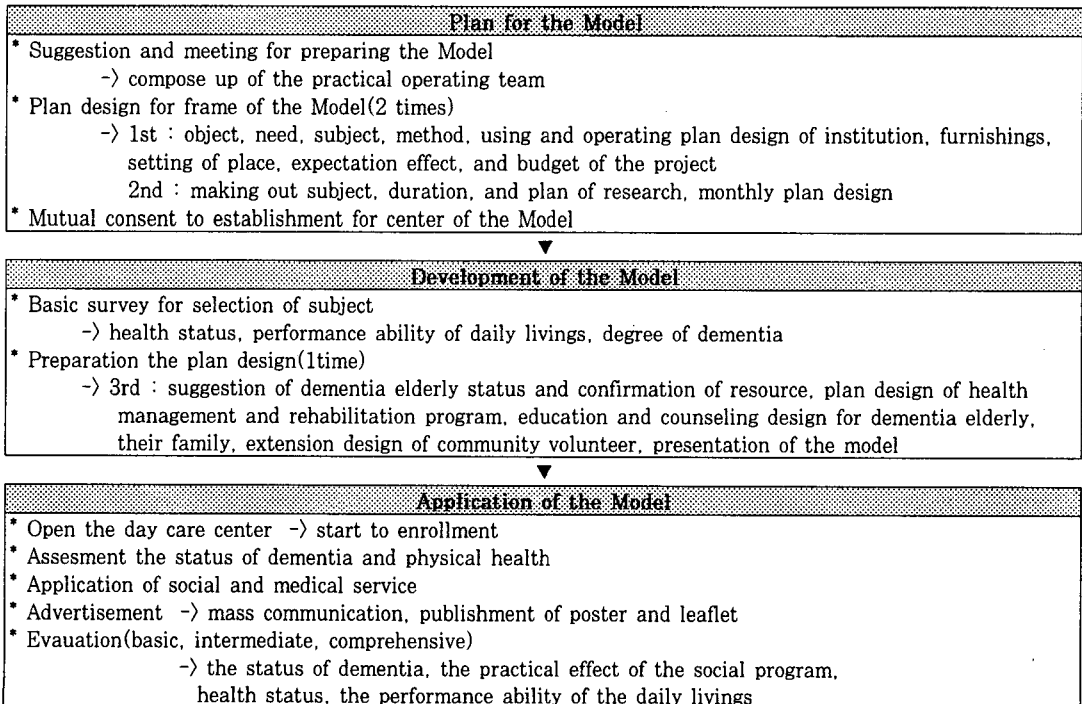 Plan for the Model
* Suggestion and meeting for preparing the Model
-> compose up of the practical operating team
* Plan design for frame of the Model(2 times)
-> 1st : object, need, subject, method, using and operating plan design of institution, furnishings,
setting of place, expectation effect, and budget of the project
2nd : making out subject, duration, and plan of research, monthly plan design
* Mutual consent to establishment for center of the Model
▼
Development of the Model
* Basic survey for selection of subject
-> health status, performance ability of daily livings, degree of dementia
* Preparation the plan design(1time)
-> 3rd : suggestion of dementia elderly status and confirmation of resource, plan design of health
management and rehabilitation program, education and counseling design for dementia elderly,
their family, extension design of community volunteer, presentation of the model
▼
Application of the Model
* Open the day care center -> start to enrollment
* Assesment the status of dementia and physical health
* Application of social and medical service
* Advertisement -> mass communication, publishment of poster and leaflet
* Evauation(basic, intermediate, comprehensive)
-> the status of dementia, the practical effect of the social program,
health status, the performance ability of the daily livings